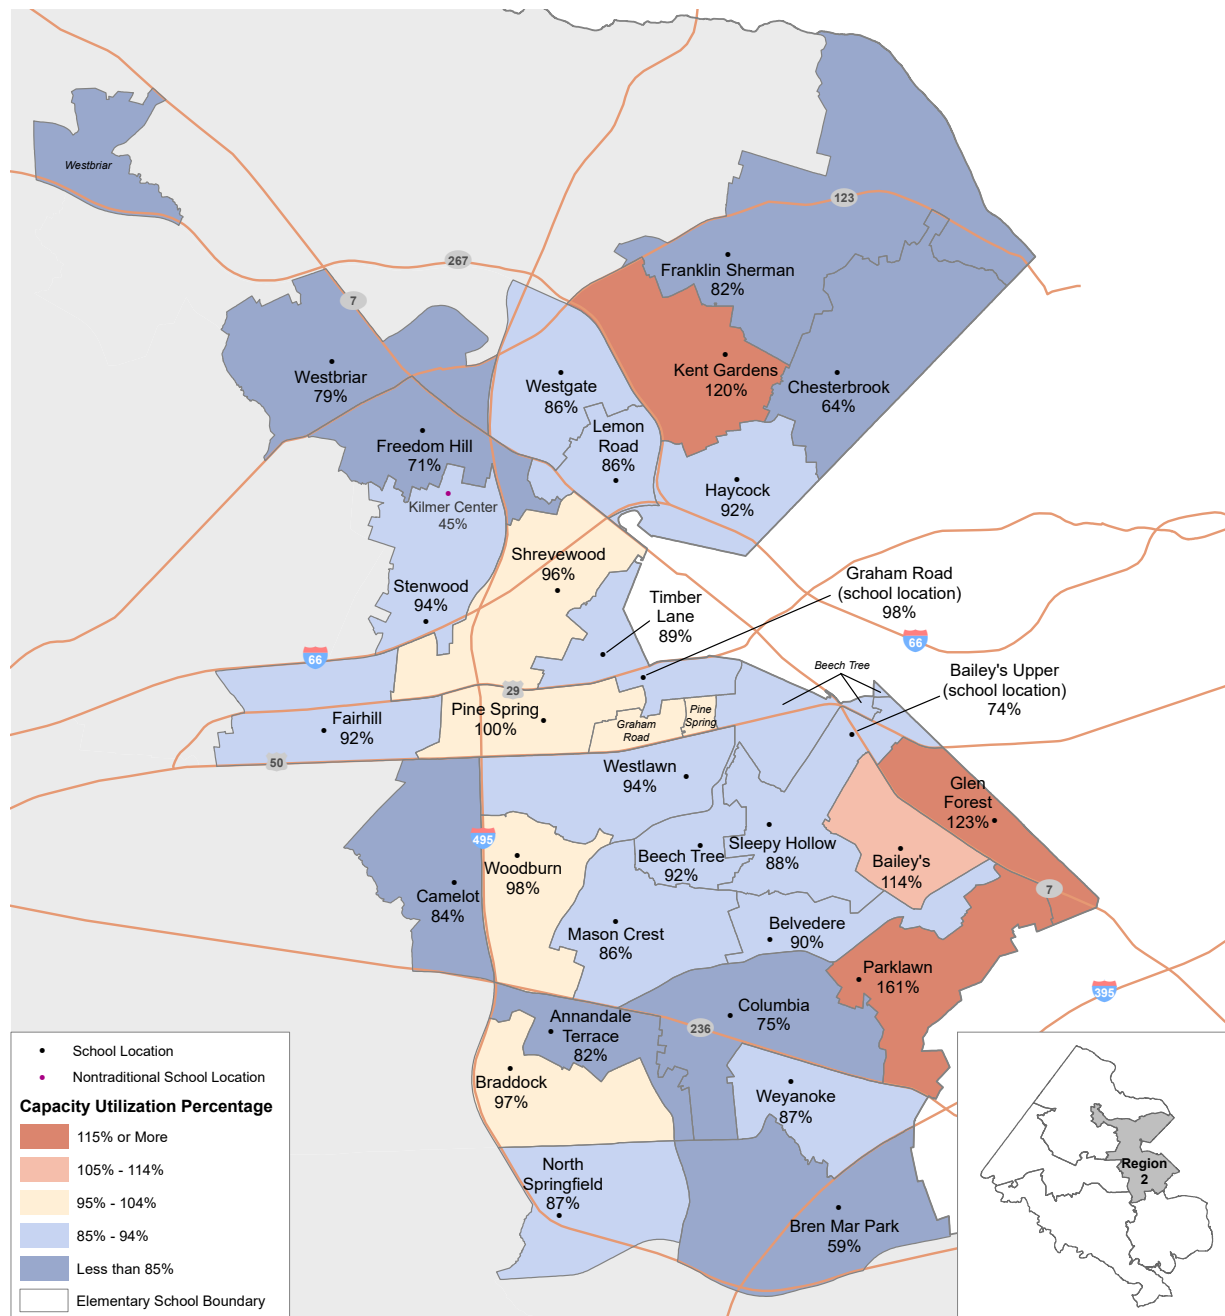 Westbriar
123
267
7
Franklin Sherman
82%
Kent Gardens
120%
Chesterbrook
64%
Westbriar
79%
Westgate
86%
Lemon
Road
86%
Freedom Hill
71%
Kilmer Center
45%
Haycock
92%
Shrevewood
96%
Stenwood
94%
Timber
Lane
89%
Graham Road
(school location)
98%
66
66
Beech Tree
Bailey's Upper
(school location)
74%
29
Pine Spring
100%
Graham
Road
Pine
Spring
Fairhill
92%
50
Westlawn
94%
Glen
Forest
123%
495
Woodburn
98%
Beech Tree
92%
Sleepy Hollow
88%
Bailey's
114%
Camelot
84%
7
Mason Crest
86%
Belvedere
90%
Parklawn
161%
395
Columbia
75%
236
Annandale
Terrace
82%
Braddock
97%
Weyanoke
87%
North
Springfield
87%
Bren Mar Park
59%
School Location
Nontraditional School Location
Capacity Utilization Percentage
115% or More
105% - 114%
95% - 104%
85% - 94%
Less than 85%
Elementary School Boundary
Region
2